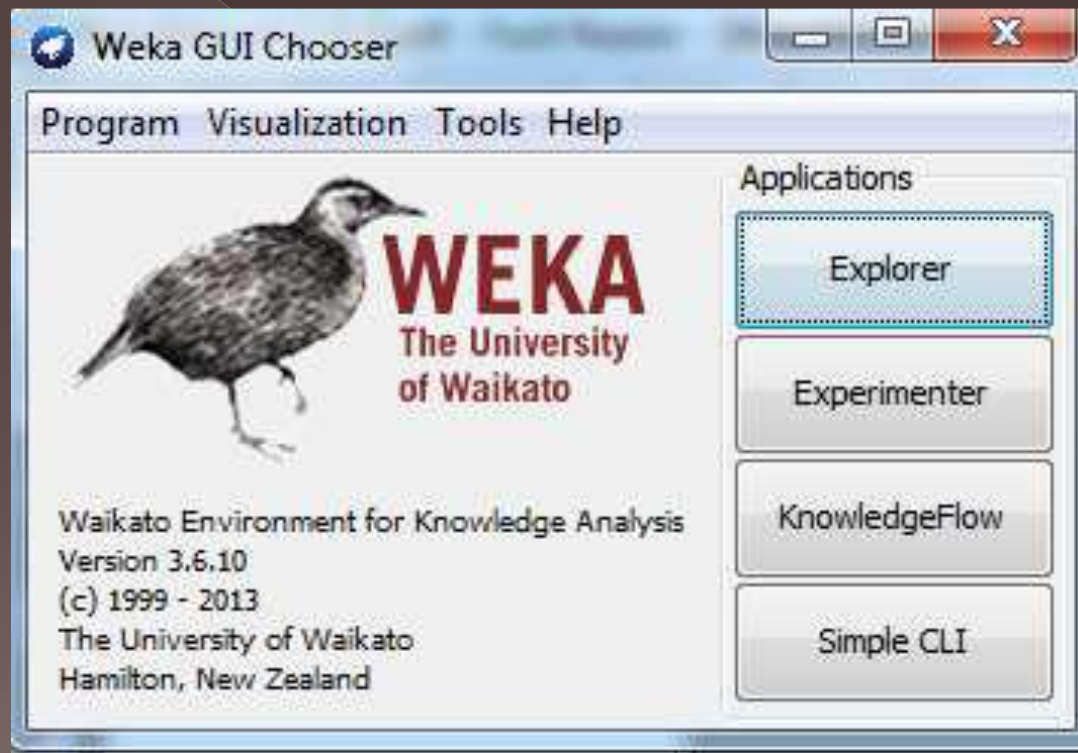 Weka GUI Chooser
Program Visualization Tools Help
WEKA
The University
of Waikato
Waikato Environment for Knowledge Analysis
Version 3.6.10
(c) 1999 - 2013
The University of Waikato
Hamilton, New Zealand
Applications
Explorer
Experimenter
KnowledgeFlow
Simple CLI